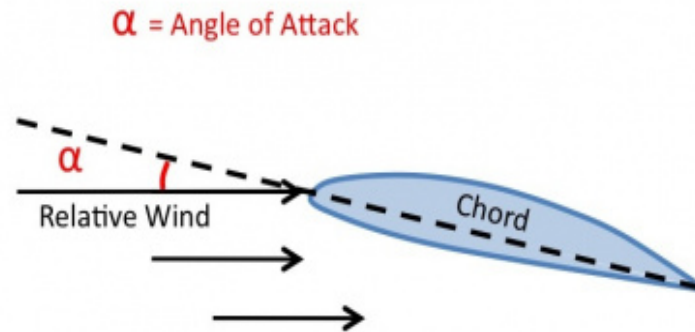 α = Angle of Attack
α
Relative Wind
Chord